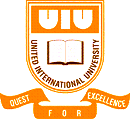 UIU
UNITED INTERNATIONAL UNIVERSITY
QUEST FOR EXCELLENCE